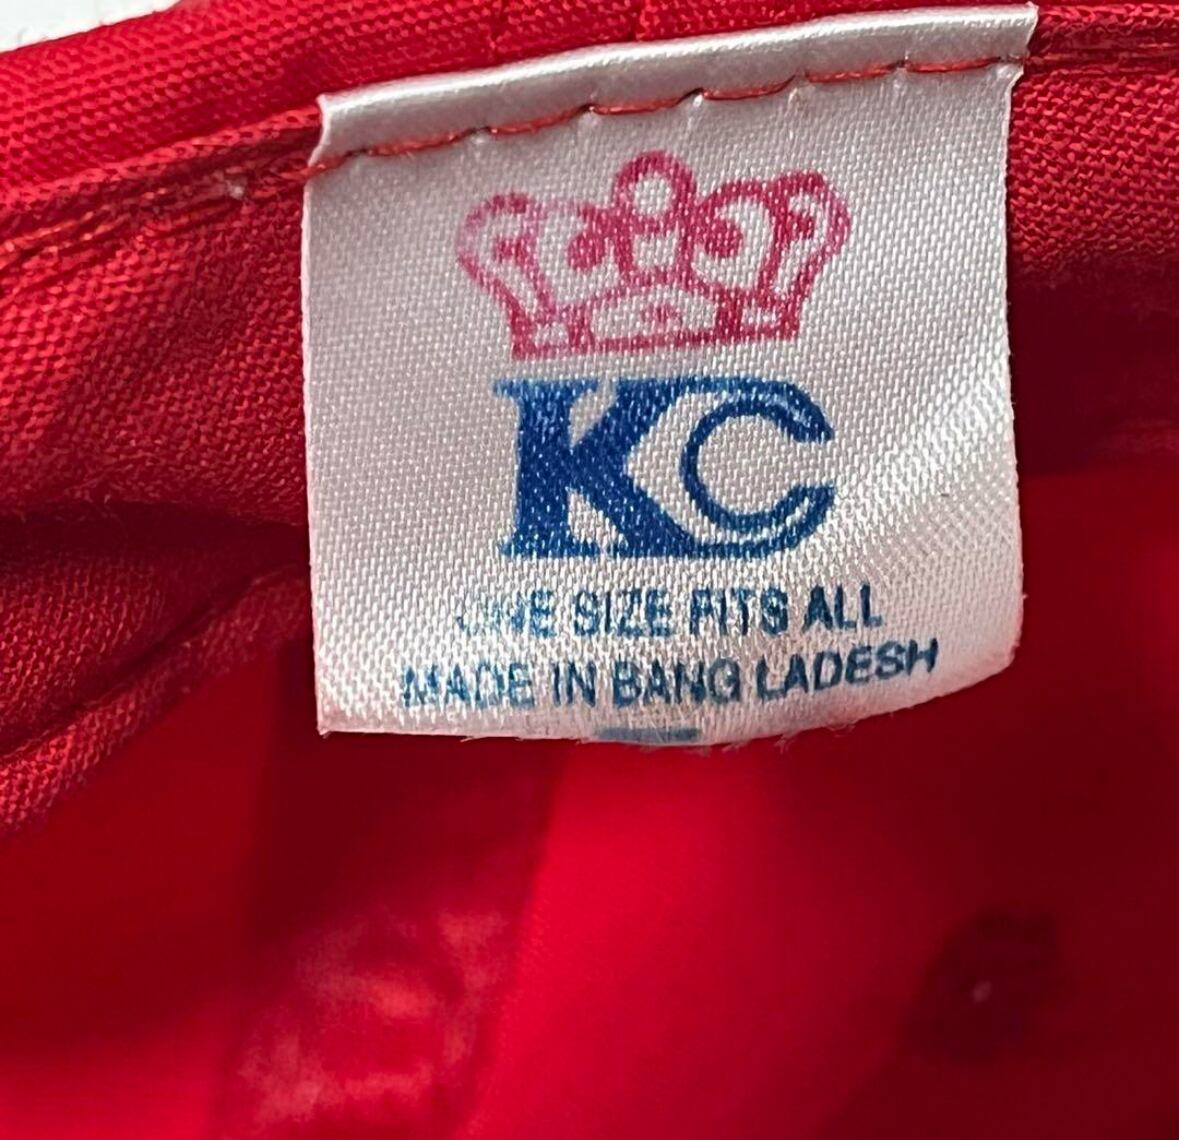 KC
ONE SIZE FITS ALL
MADE IN BANG LADESH